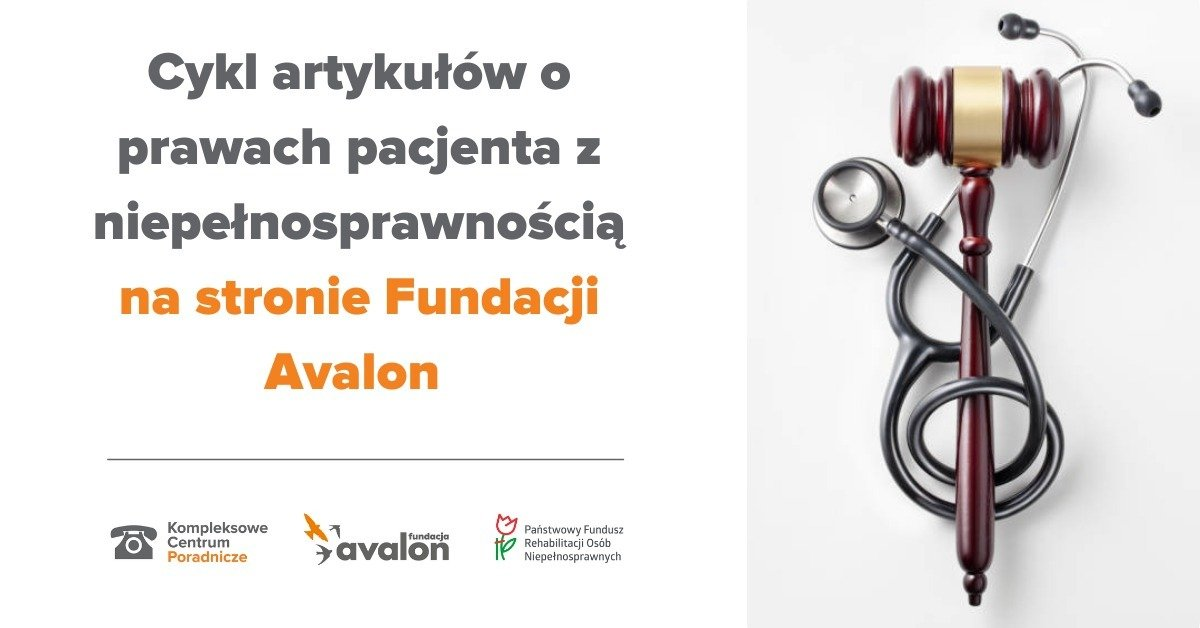 Cykl artykułów o
prawach pacjenta z
niepełnosprawnością
na stronie Fundacji
Avalon
Kompleksowe
Centrum
Poradnicze
fundacja
avalon
Państwowy Fundusz
Rehabilitacji Osób
Niepełnosprawnych